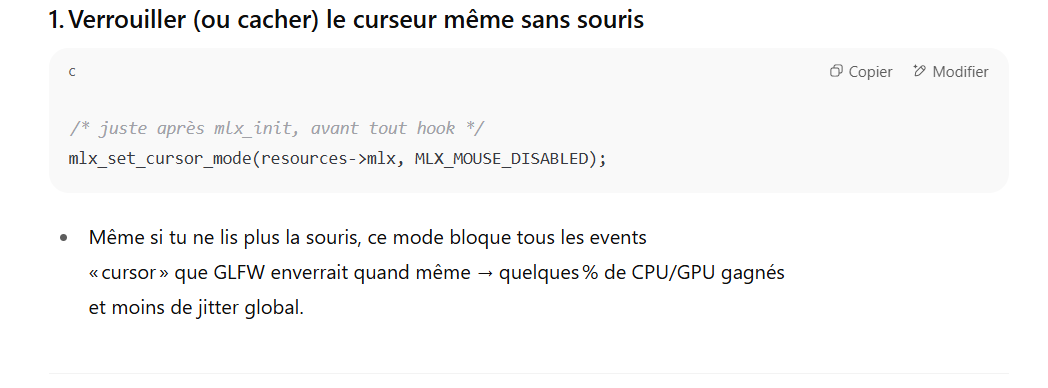 1. Verrouiller (ou cacher) le curseur même sans souris
c
Copier
Modifier
/* juste après mlx_init, avant tout hook */
mlx_set_cursor_mode(resources->mlx, MLX_MOUSE_DISABLED);
• Même si tu ne lis plus la souris, ce mode bloque tous les events
« cursor » que GLFW enverrait quand même → quelques % de CPU/GPU gagnés
et moins de jitter global.